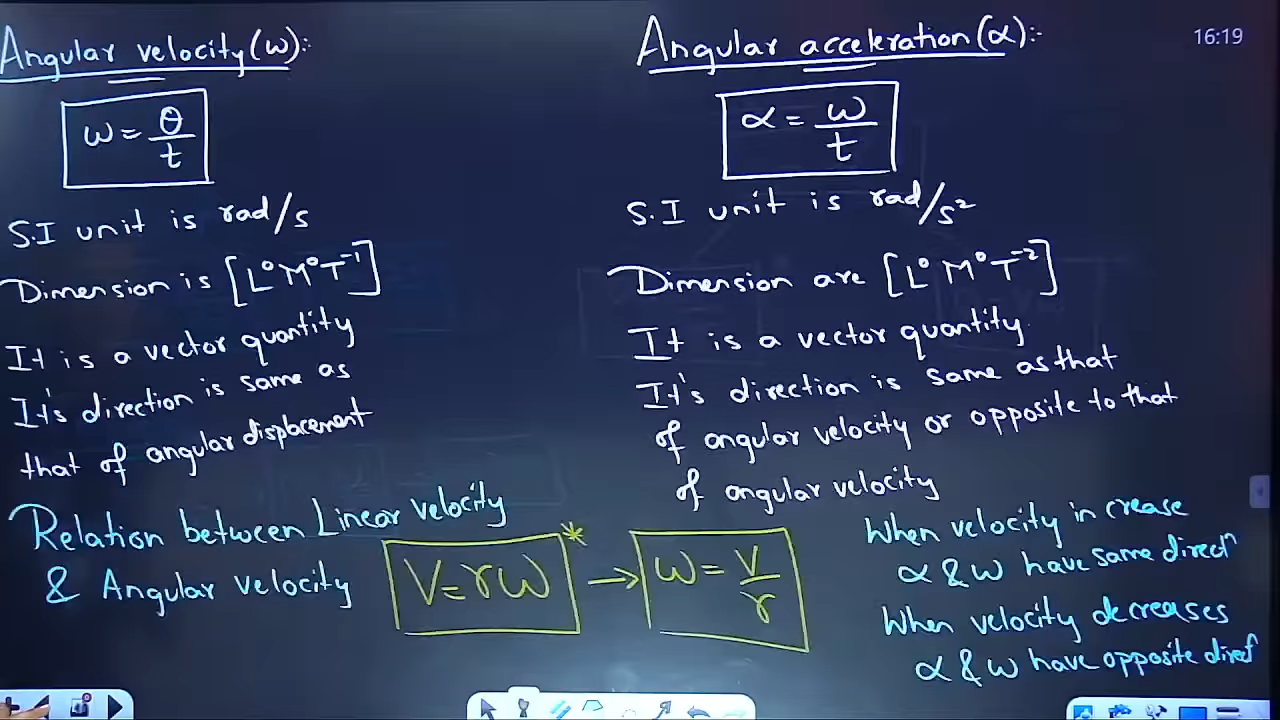 Angular velocity (ω):-
ω = θ/t
S.I unit is rad/s
Dimension is [L⁰M⁰T⁻¹]
It is a vector quantity
It's direction is same as
that of angular displacement
Angular acceleration (α):-
16:19
α = ω/t
S.I unit is rad/s²
Dimension are [L⁰M⁰T⁻²]
It is a vector quantity
It's direction is same as that
of angular velocity or opposite to that
of angular velocity
Relation between Linear velocity
& Angular velocity
V=rω * → ω = V/r
When velocity increase
α & ω have same direcⁿ
When velocity decreases
α & ω have opposite